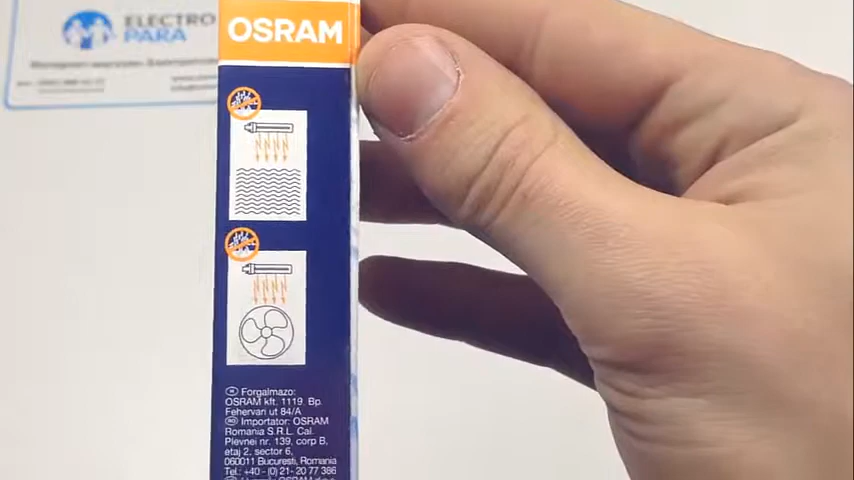 ELECTRO
PARA
OSRAM
Forgalmazo:
OSRAM kft. 1119. Bp.
Fehervari ut 84/A
RO Importator: OSRAM
Romania S.R.L. Cal.
Plevnei nr. 139, corp B,
etaj 2, sector 6,
060011 Bucuresti, Romania
Tel.: +40 - (0) 21- 20 77 386